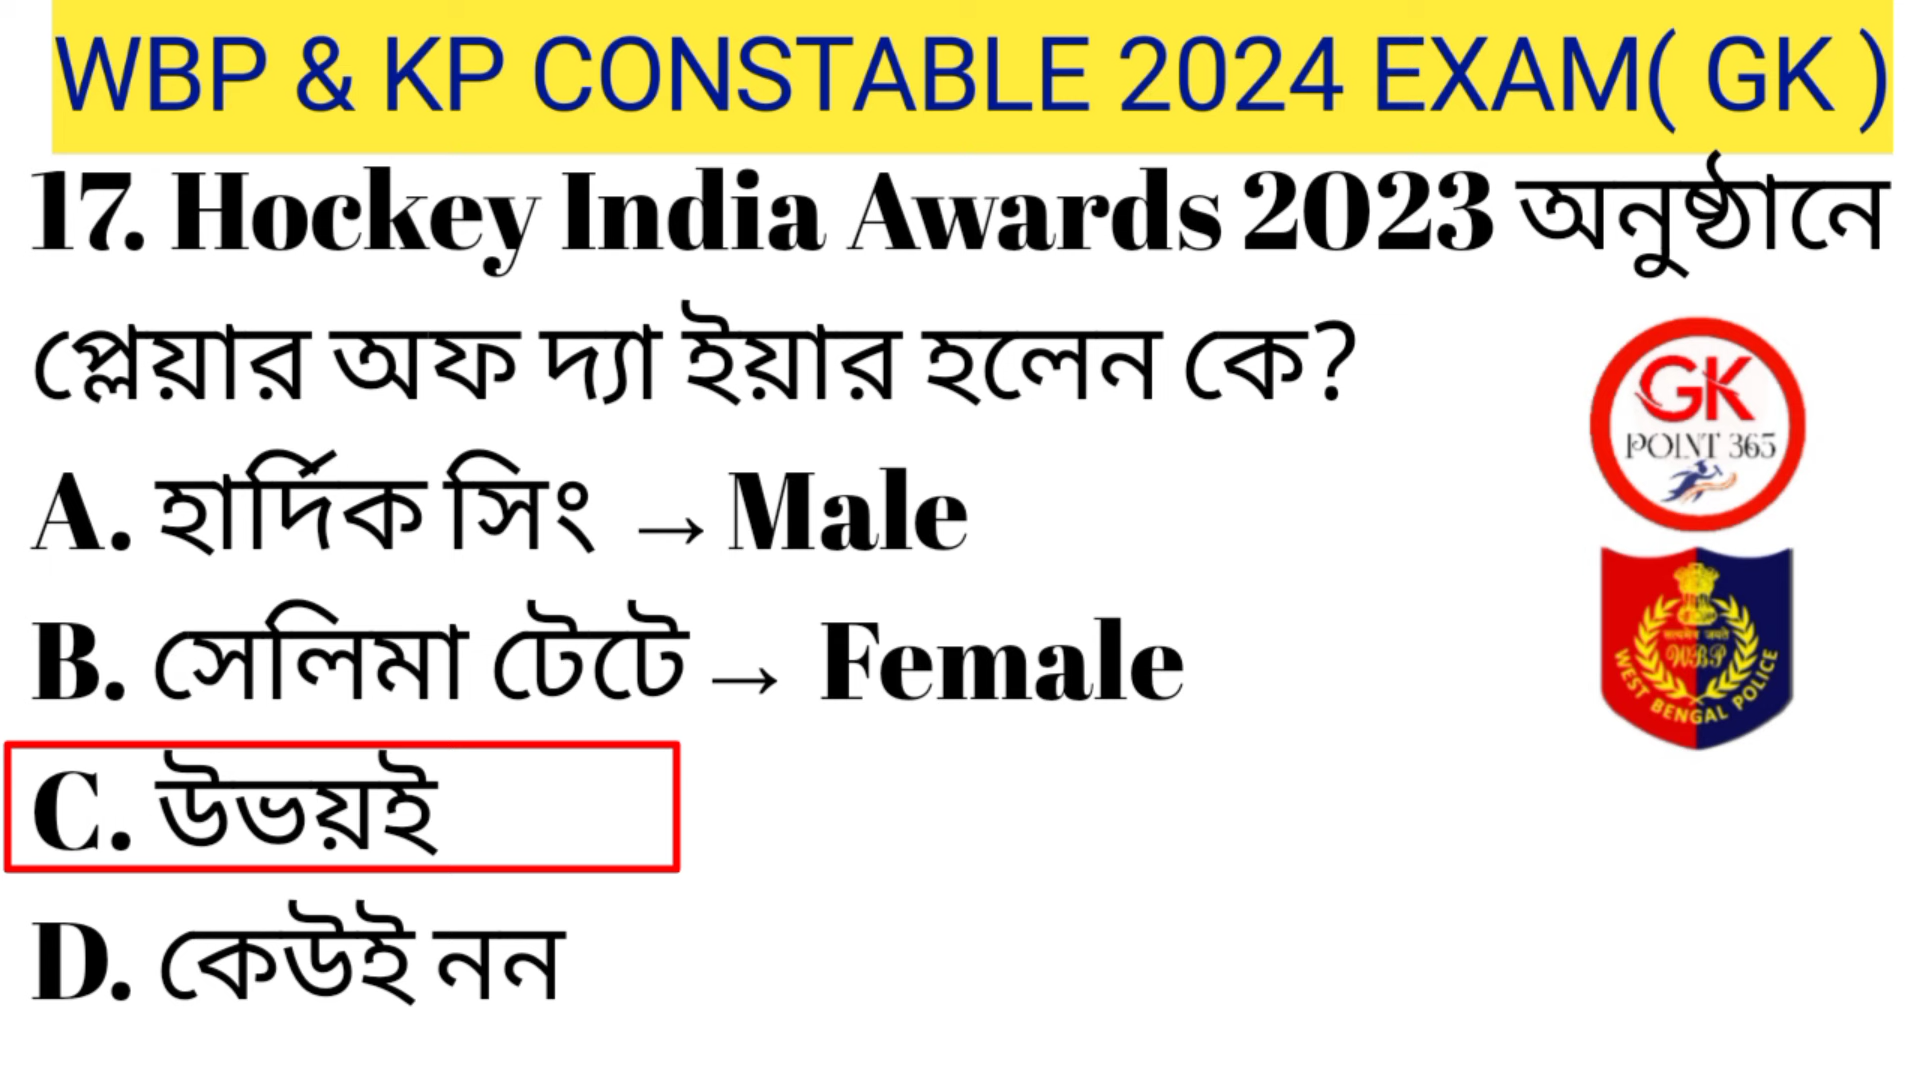 WBP & KP CONSTABLE 2024 EXAM( GK )
17. Hockey India Awards 2023 অনুষ্ঠানে
প্লেয়ার অফ দ্যা ইয়ার হলেন কে?
GK
POINT 365
A. হার্দিক সিং → Male
B. সেলিমা টেটে → Female
WBP
WEST BENGAL POLICE
C. উভয়ই
D. কেউই নন